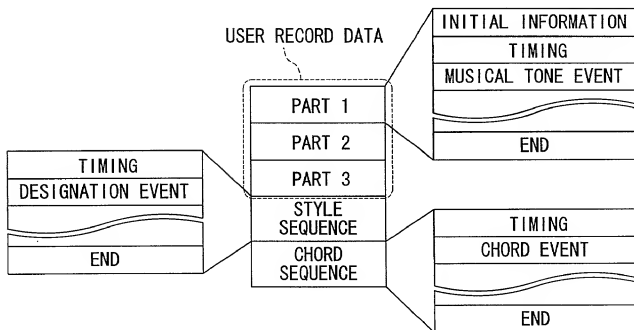 USER RECORD DATA
PART 1
PART 2
PART 3
STYLE
SEQUENCE
CHORD
SEQUENCE
INITIAL INFORMATION
TIMING
MUSICAL TONE EVENT
END
TIMING
DESIGNATION EVENT
END
TIMING
CHORD EVENT
END